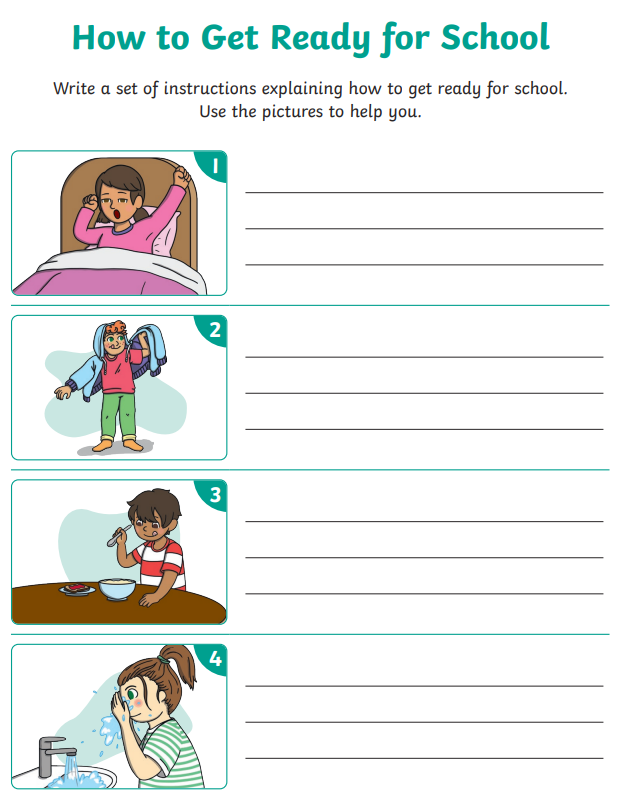 How to Get Ready for School
Write a set of instructions explaining how to get ready for school.
Use the pictures to help you.
1
2
3
4